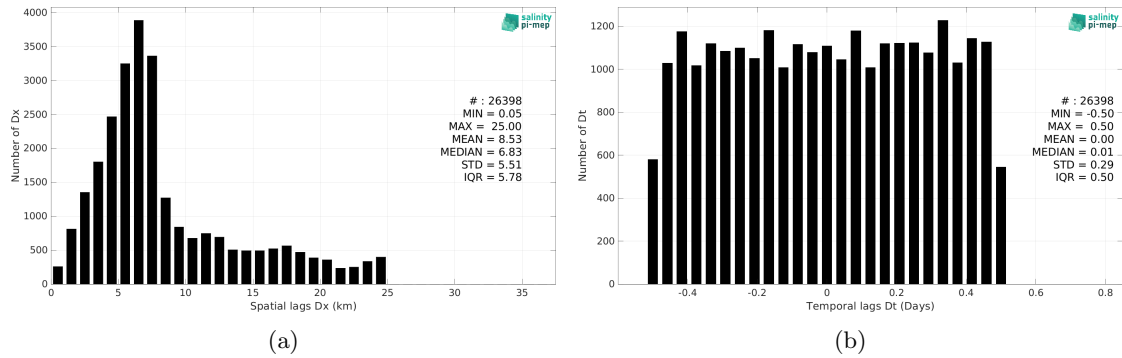 4000
3500
3000
2500
2000
1500
1000
500
0
Number of Dx
salinity
pi-mep
# : 26398
MIN = 0.05
MAX = 25.00
MEAN = 8.53
MEDIAN = 6.83
STD = 5.51
IQR = 5.78
0 5 10 15 20 25 30 35
Spatial lags Dx (km)
(a)
1200
1000
800
600
400
200
0
Number of Dt
salinity
pi-mep
# : 26398
MIN = -0.50
MAX = 0.50
MEAN = 0.00
MEDIAN = 0.01
STD = 0.29
IQR = 0.50
-0.4 -0.2 0 0.2 0.4 0.6 0.8
Temporal lags Dt (Days)
(b)